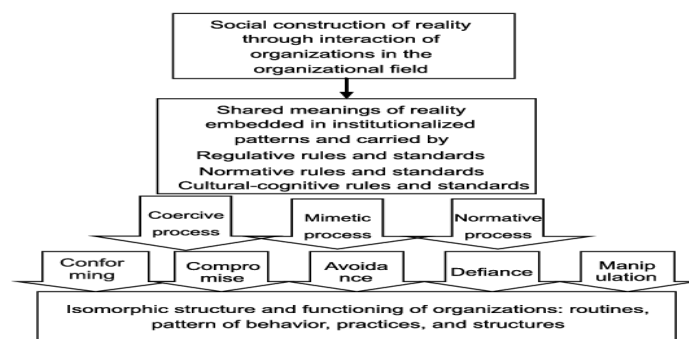 Social construction of reality
through interaction of
organizations in the
organizational field
Shared meanings of reality
embedded in institutionalized
patterns and carried by
Regulative rules and standards
Normative rules and standards
Cultural-cognitive rules and standards
Coercive
process
Mimetic
process
Normative
process
Confor
ming
Compro
mise
Avoida
nce
Defiance
Manip
ulation
Isomorphic structure and functioning of organizations: routines,
pattern of behavior, practices, and structures